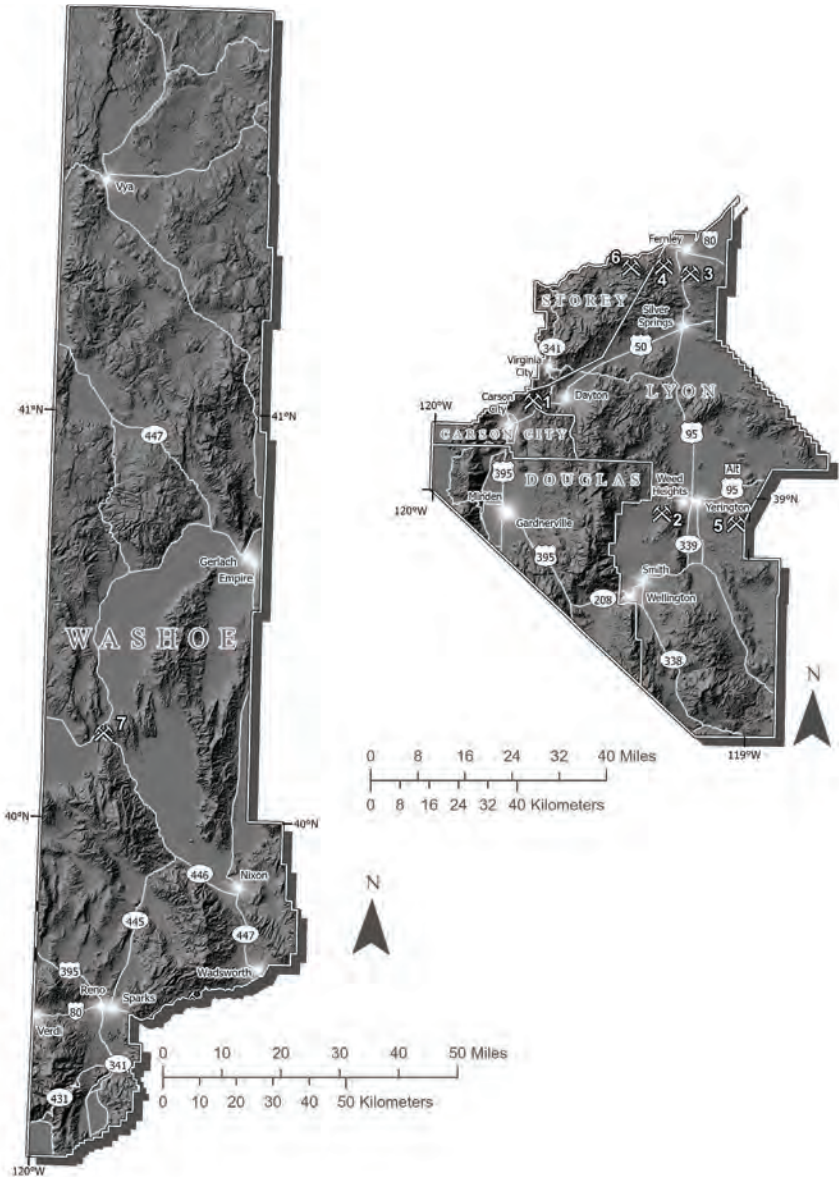 Vya
41°N
41°N
447
Gerlach
Empire
WASHOE
7
40°N
40°N
446
Nixon
445
447
Wadsworth
395
Reno
Sparks
80
Verdi
341
431
120°W
0 10 20 30 40 50 Miles
0 10 20 30 40 50 Kilometers
N
Fernley
80
6
4
3
STOREY
Silver
Springs
50
341
Virginia
City
LYON
Carson
City
1
Dayton
120°W
CARSON CITY
95
395
DOUGLAS
Weed
Heights
Alt
95
39°N
120°W
Minden
Yerington
Gardnerville
2
5
339
395
Smith
208
Wellington
338
N
119°W
0 8 16 24 32 40 Miles
0 8 16 24 32 40 Kilometers